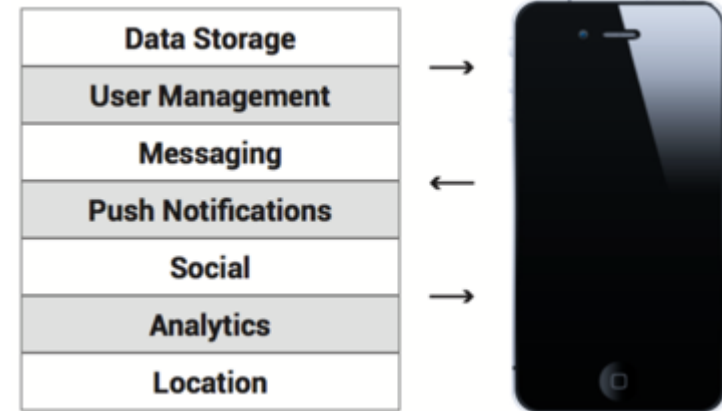 Data Storage
User Management
Messaging
Push Notifications
Social
Analytics
Location